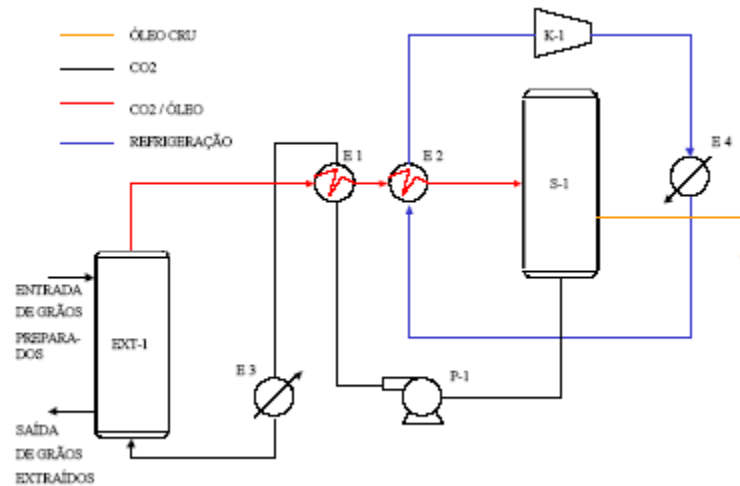 ÓLEO CRU
CO2
CO2 / ÓLEO
REFRIGERAÇÃO
K-1
E 1
E 2
E 4
S-1
ENTRADA
DE GRÃOS
PREPARA-
DOS
EXT-1
E 3
P-1
SAÍDA
DE GRÃOS
EXTRAÍDOS